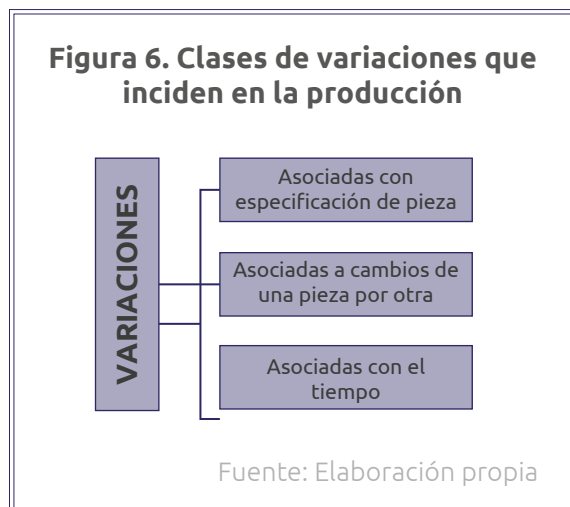 Figura 6. Clases de variaciones que
inciden en la producción
VARIACIONES
Asociadas con
especificación de pieza
Asociadas a cambios de
una pieza por otra
Asociadas con el
tiempo
Fuente: Elaboración propia